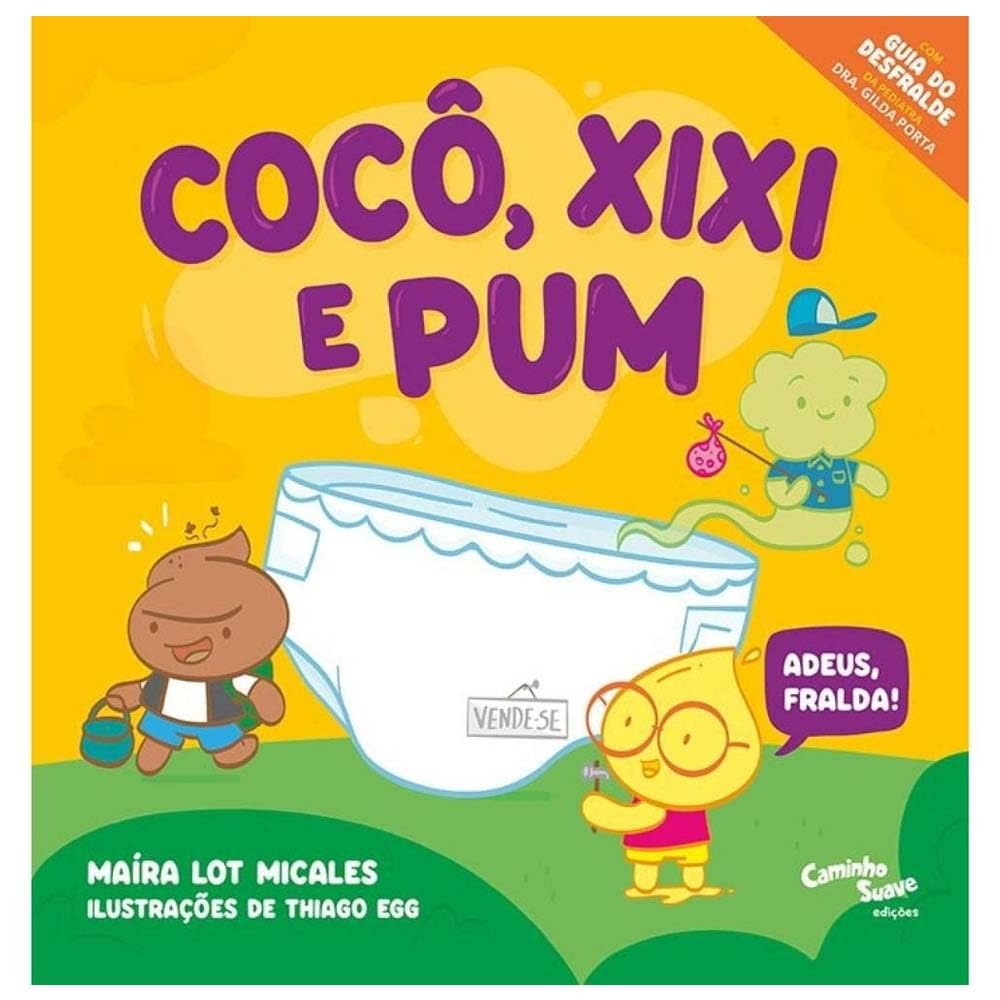 COM
GUIA DO
DESFRALDE
DA PEDIATRA
DRA. GILDA PORTA
COCÔ, XIXI
E PUM
ADEUS,
FRALDA!
VENDE-SE
MAÍRA LOT MICALES
ILUSTRAÇÕES DE THIAGO EGG
Caminho
Suave
edições